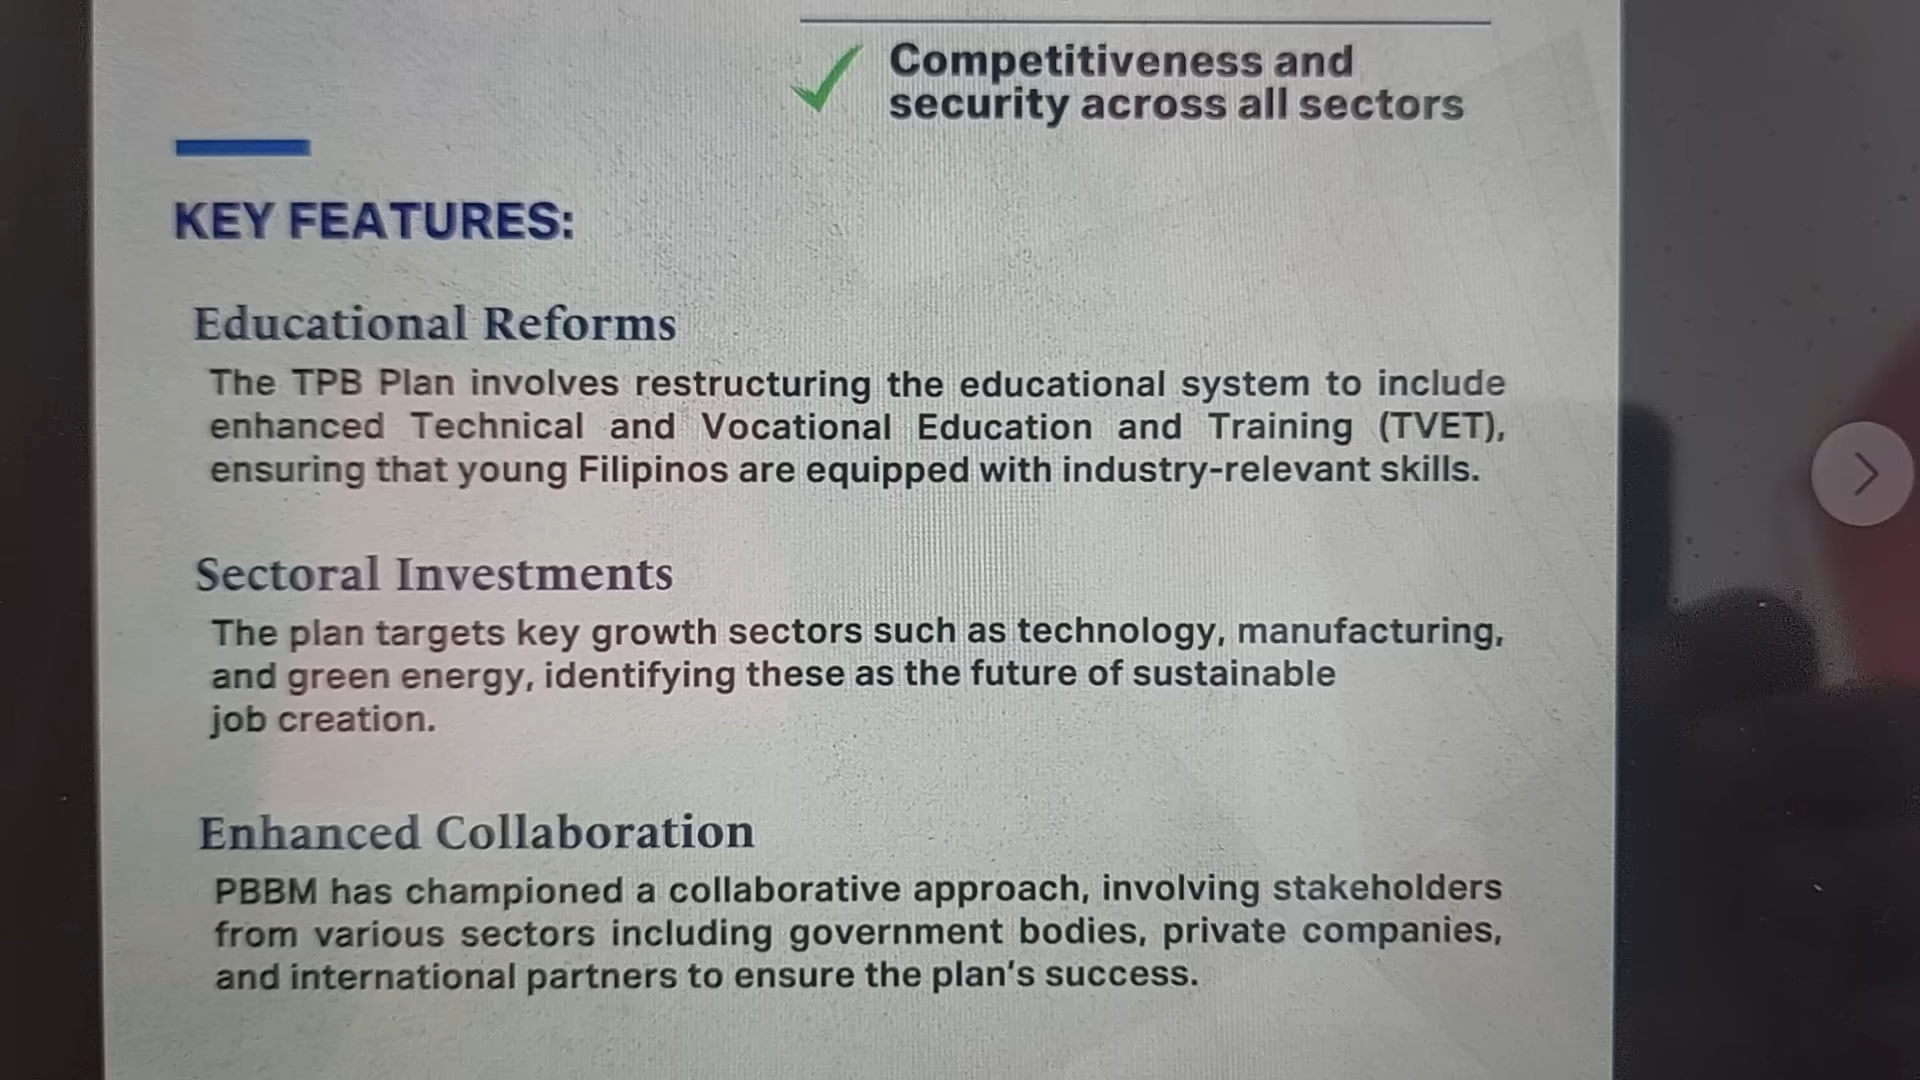 Competitiveness and
security across all sectors
KEY FEATURES:
Educational Reforms
The TPB Plan involves restructuring the educational system to include
enhanced Technical and Vocational Education and Training (TVET),
ensuring that young Filipinos are equipped with industry-relevant skills.
Sectoral Investments
The plan targets key growth sectors such as technology, manufacturing,
and green energy, identifying these as the future of sustainable
job creation.
Enhanced Collaboration
PBBM has championed a collaborative approach, involving stakeholders
from various sectors including government bodies, private companies,
and international partners to ensure the plan's success.